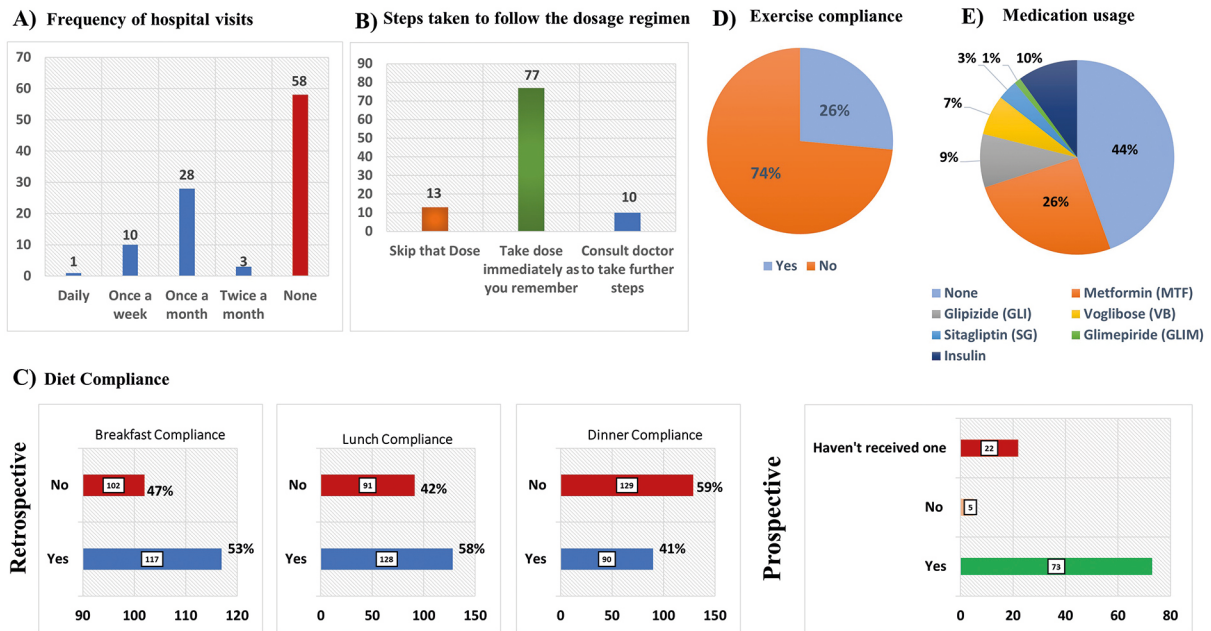 A) Frequency of hospital visits
70
60
50
40
30
20
10
0
1
10
28
3
58
Daily
Once a week
Once a month
Twice a month
None
B) Steps taken to follow the dosage regimen
90
80
70
60
50
40
30
20
10
0
13
77
10
Skip that Dose
Take dose immediately as you remember
Consult doctor to take further steps
D) Exercise compliance
26%
74%
Yes No
E) Medication usage
3% 1% 10%
7%
9%
44%
26%
None
Metformin (MTF)
Glipizide (GLI)
Voglibose (VB)
Sitagliptin (SG)
Glimepiride (GLIM)
Insulin
C) Diet Compliance
Retrospective
Breakfast Compliance
No
102
47%
Yes
117
53%
90 100 110 120
Lunch Compliance
No
91
42%
Yes
128
58%
0 50 100 150
Dinner Compliance
No
129
59%
Yes
90
41%
0 50 100 150
Prospective
Haven't received one
22
No
5
Yes
73
0 20 40 60 80